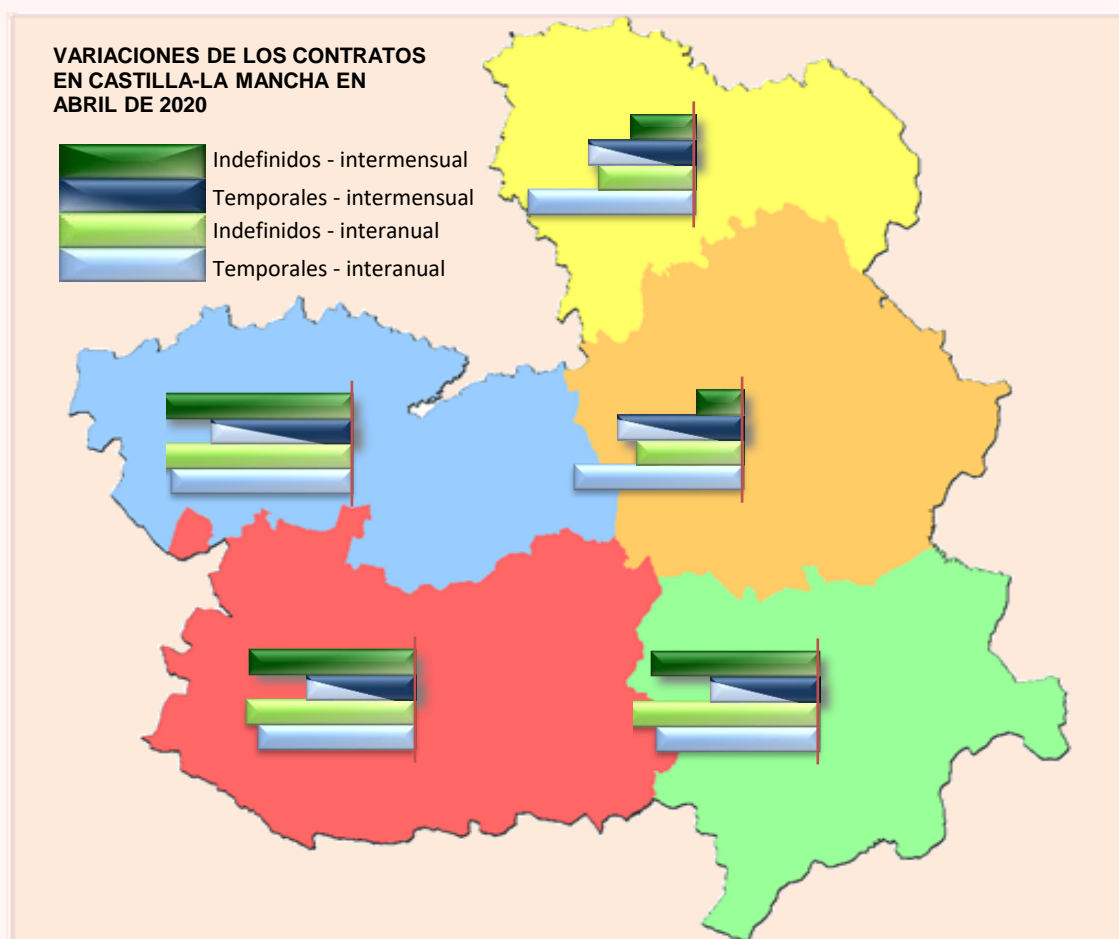 VARIACIONES DE LOS CONTRATOS
EN CASTILLA-LA MANCHA EN
ABRIL DE 2020
Indefinidos - intermensual
Temporales - intermensual
Indefinidos - interanual
Temporales - interanual